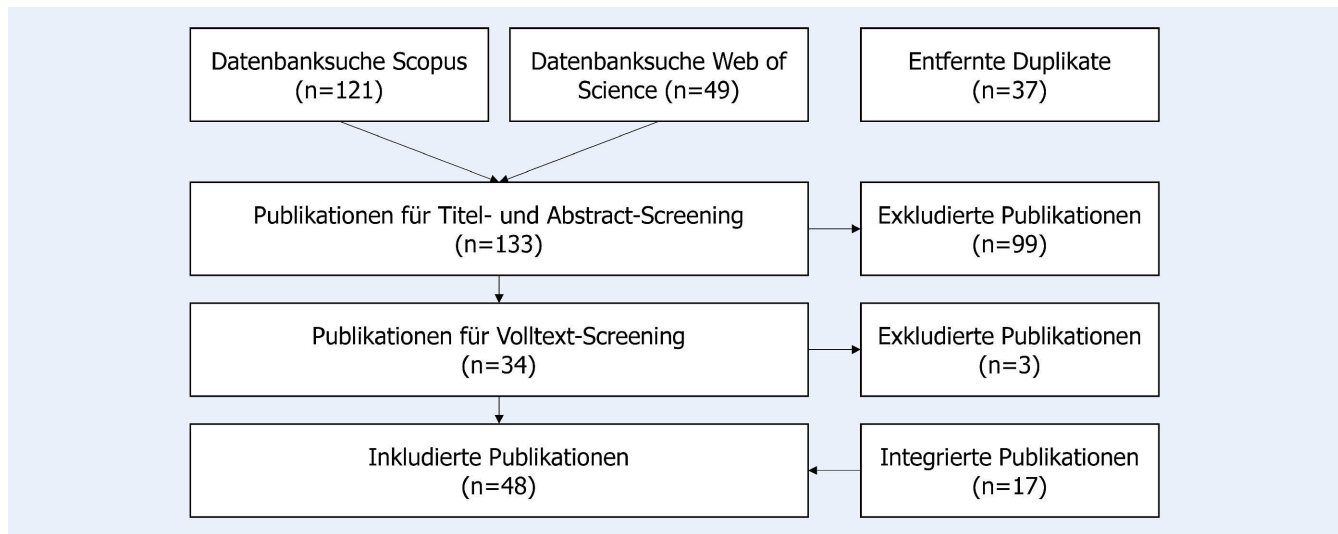 Datenbanksuche Scopus
(n=121)
Datenbanksuche Web of
Science (n=49)
Entfernte Duplikate
(n=37)
Publikationen für Titel- und Abstract-Screening
(n=133)
Exkludierte Publikationen
(n=99)
Publikationen für Volltext-Screening
(n=34)
Exkludierte Publikationen
(n=3)
Inkludierte Publikationen
(n=48)
Integrierte Publikationen
(n=17)